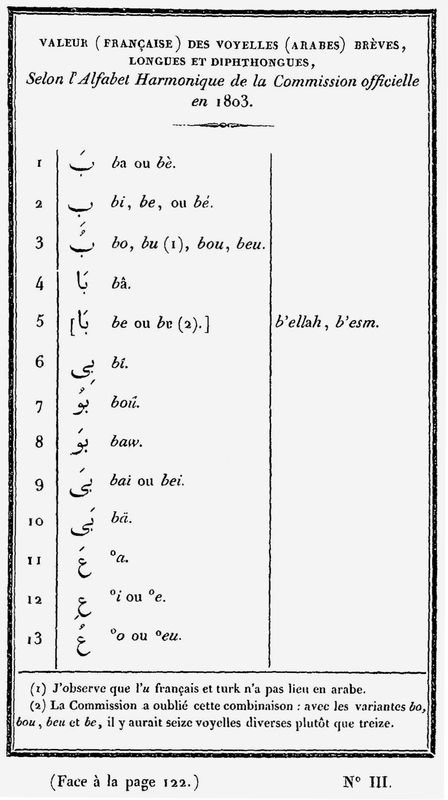 VALEUR (FRANÇAISE) DES VOYELLES (ARABES) BRÈVES,
LONGUES ET DIPHTHONGUES,
Selon l'Alfabet Harmonique de la Commission officielle
en 1803.
1 بَ ba ou bè.
2 بِ bi, be, ou bé.
3 بُ bo, bu (1), bou, beu.
4 بَا bâ.
5 [بَا be ou bɐ (2).] b'ellah, b'esm.
6 بِى bî.
7 بُو boû.
8 بَو baw.
9 بَى bai ou bei.
10 بَى bä.
11 عَ °a.
12 عِ °i ou °e.
13 عُ °o ou °eu.
(1) J'observe que l'u français et turk n'a pas lieu en arabe.
(2) La Commission a oublié cette combinaison : avec les variantes bo,
bou, beu et be, il y aurait seize voyelles diverses plutôt que treize.
(Face à la page 122.) N° III.